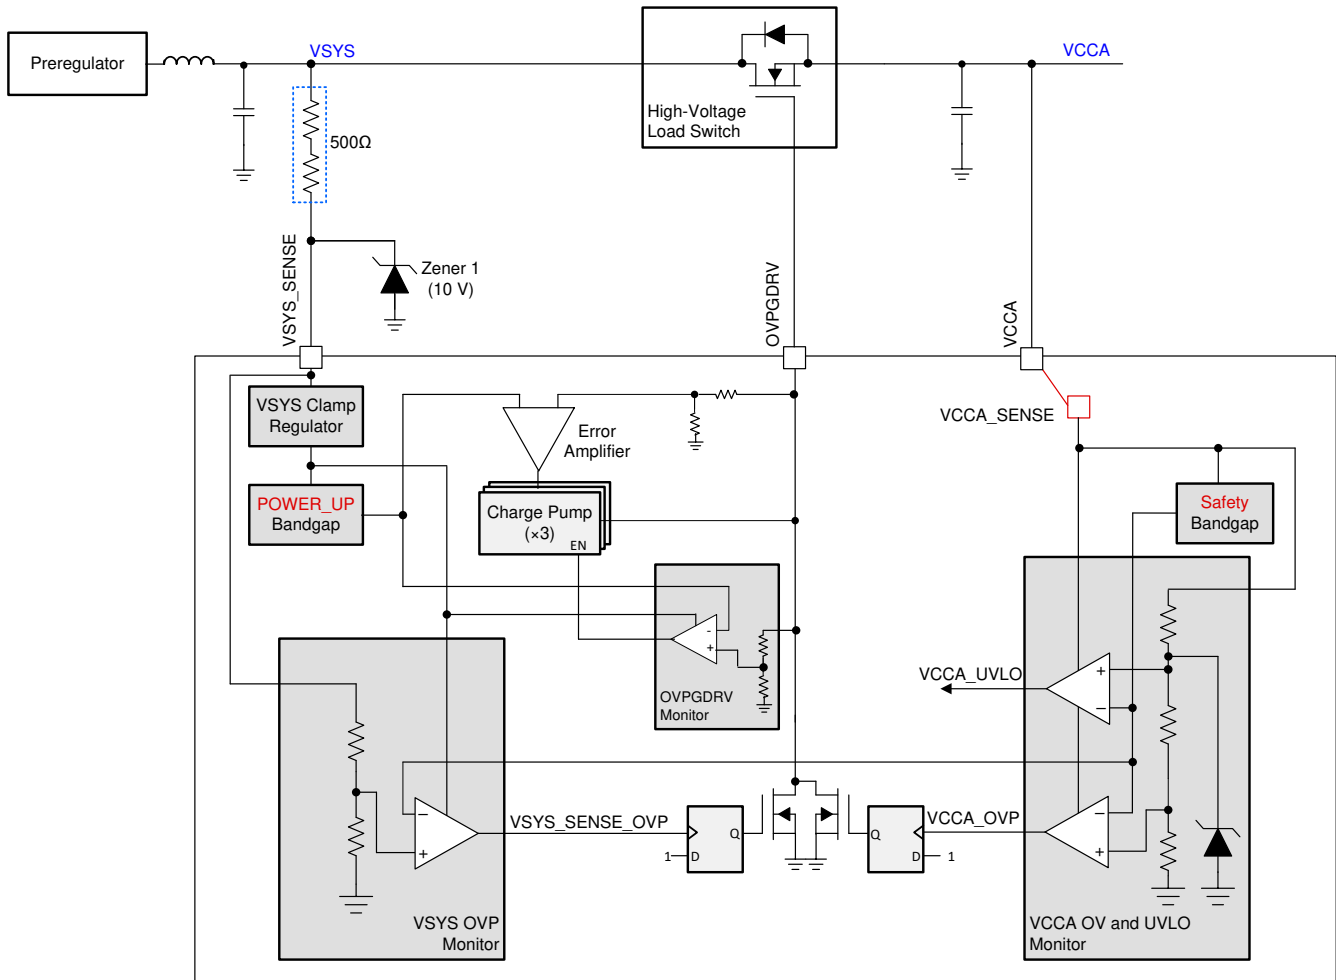 Preregulator
VSYS
VCCA
High-Voltage
Load Switch
500Ω
VSYS_SENSE
Zener 1
(10 V)
OVPGDRV
VCCA
VSYS Clamp
Regulator
Error
Amplifier
VCCA_SENSE
POWER_UP
Bandgap
Charge Pump
(×3)
EN
Safety
Bandgap
-
+
OVPGDRV
Monitor
VCCA_UVLO
+
−
−
+
VSYS_SENSE_OVP
Q
1
D
Q
D
1
VCCA_OVP
−
+
VSYS OVP
Monitor
VCCA OV and UVLO
Monitor